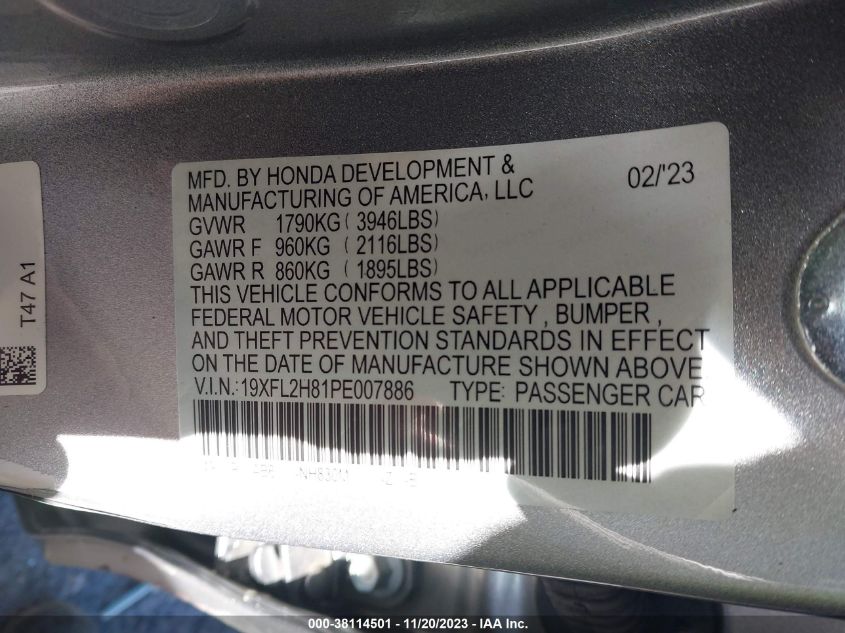 MFD. BY HONDA DEVELOPMENT &
MANUFACTURING OF AMERICA, LLC
02/'23
GVWR 1790KG ( 3946LBS)
GAWR F 960KG ( 2116LBS)
GAWR R 860KG ( 1895LBS)
THIS VEHICLE CONFORMS TO ALL APPLICABLE
FEDERAL MOTOR VEHICLE SAFETY , BUMPER ,
AND THEFT PREVENTION STANDARDS IN EFFECT
ON THE DATE OF MANUFACTURE SHOWN ABOVE
V.I.N.:19XFL2H81PE007886 TYPE: PASSENGER CAR
T47 A1
000-38114501 - 11/20/2023 - IAA Inc.